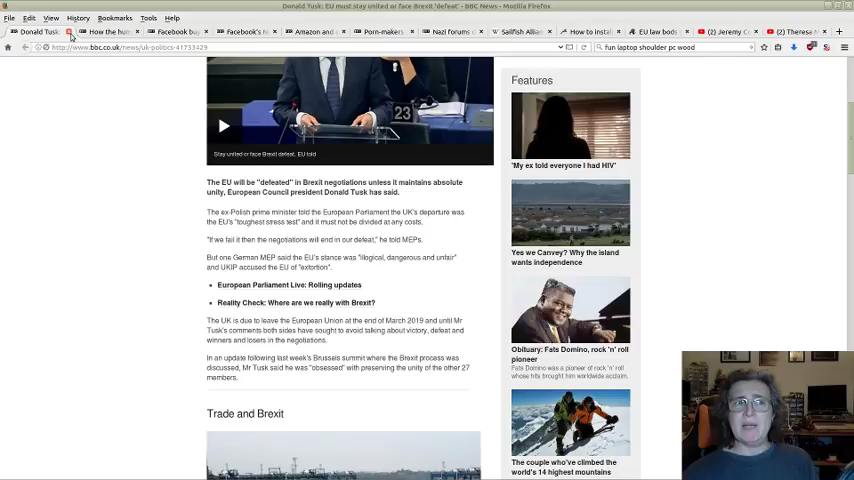 Donald Tusk: EU must stay united or face Brexit 'defeat' - Mozilla Firefox
File Edit View History Bookmarks Tools Help
Donald Tusk
How the hum
Facebook buy
Facebook's h
Amazon and
Porn-makers
Nazi forums
Sailfish Allian
How to instal
EU law bods
(2) Jeremy C
(2) Theresa M
http://www.bbc.co.uk/news/uk-politics-41733429
fun laptop shoulder pc wood
23
Stay united or face Brexit defeat, EU told
The EU will be "defeated" in Brexit negotiations unless it maintains absolute
unity, European Council president Donald Tusk has said.
The ex-Polish prime minister told the European Parliament the UK's departure was
the EU's "toughest stress test" and it must not be divided at any costs.
"If we fail it then the negotiations will end in our defeat," he told MEPs.
But one German MEP said the EU's stance was "illogical, dangerous and unfair"
and UKIP accused the EU of "extortion".
European Parliament Live: Rolling updates
Reality Check: Where are we really with Brexit?
The UK is due to leave the European Union at the end of March 2019 and until Mr
Tusk's comments both sides have sought to avoid talking about victory, defeat and
winners and losers in the negotiations.
In an update following last week's Brussels summit where the Brexit process was
discussed, Mr Tusk said he was "obsessed" with preserving the unity of the other 27
members.
Trade and Brexit
Features
'My ex told everyone I had HIV'
Yes we Canvey? Why the island
wants independence
Obituary: Fats Domino, rock 'n' roll
pioneer
Fats Domino was a pioneer of rock 'n' roll
whose hits brought him worldwide acclaim.
The couple who've climbed the
world's 14 highest mountains